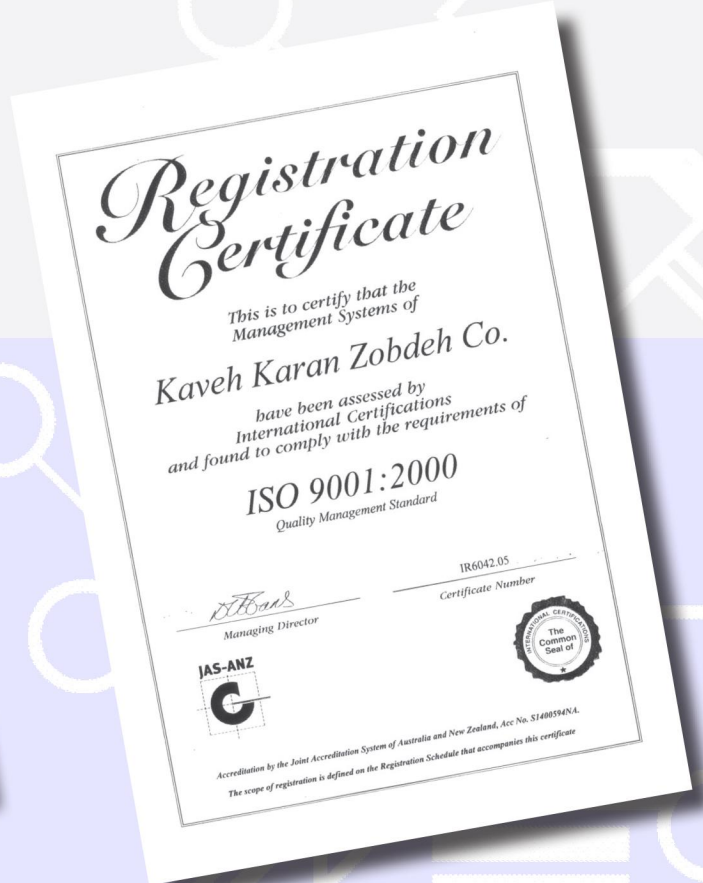 Registration
Certificate
This is to certify that the
Management Systems of
Kaveh Karan Zobdeh Co.
have been assessed by
International Certifications
and found to comply with the requirements of
ISO 9001:2000
Quality Management Standard
IR6042.05
Managing Director
Certificate Number
JAS-ANZ
INTERNATIONAL CERTIFICATIONS
The
Common
Seal of
Accreditation by the Joint Accreditation System of Australia and New Zealand, Acc No. S1400594NA.
The scope of registration is defined on the Registration Schedule that accompanies this certificate